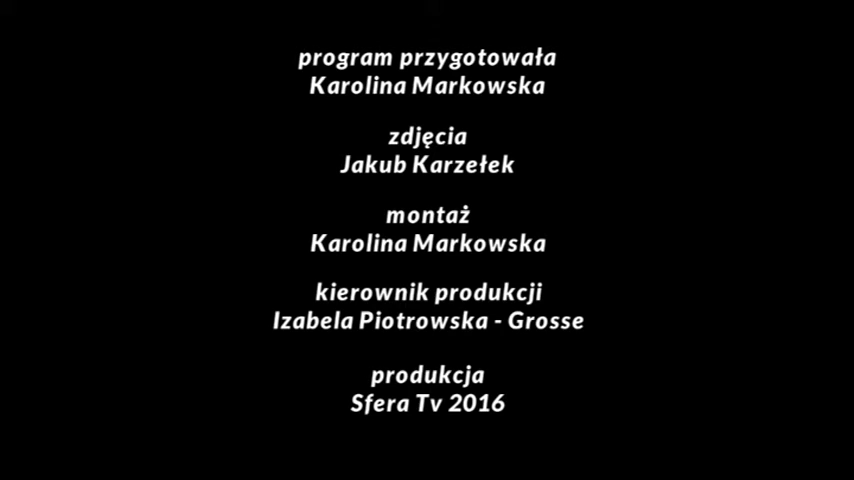 program przygotowała
Karolina Markowska
zdjęcia
Jakub Karzełek
montaż
Karolina Markowska
kierownik produkcji
Izabela Piotrowska - Grosse
produkcja
Sfera Tv 2016